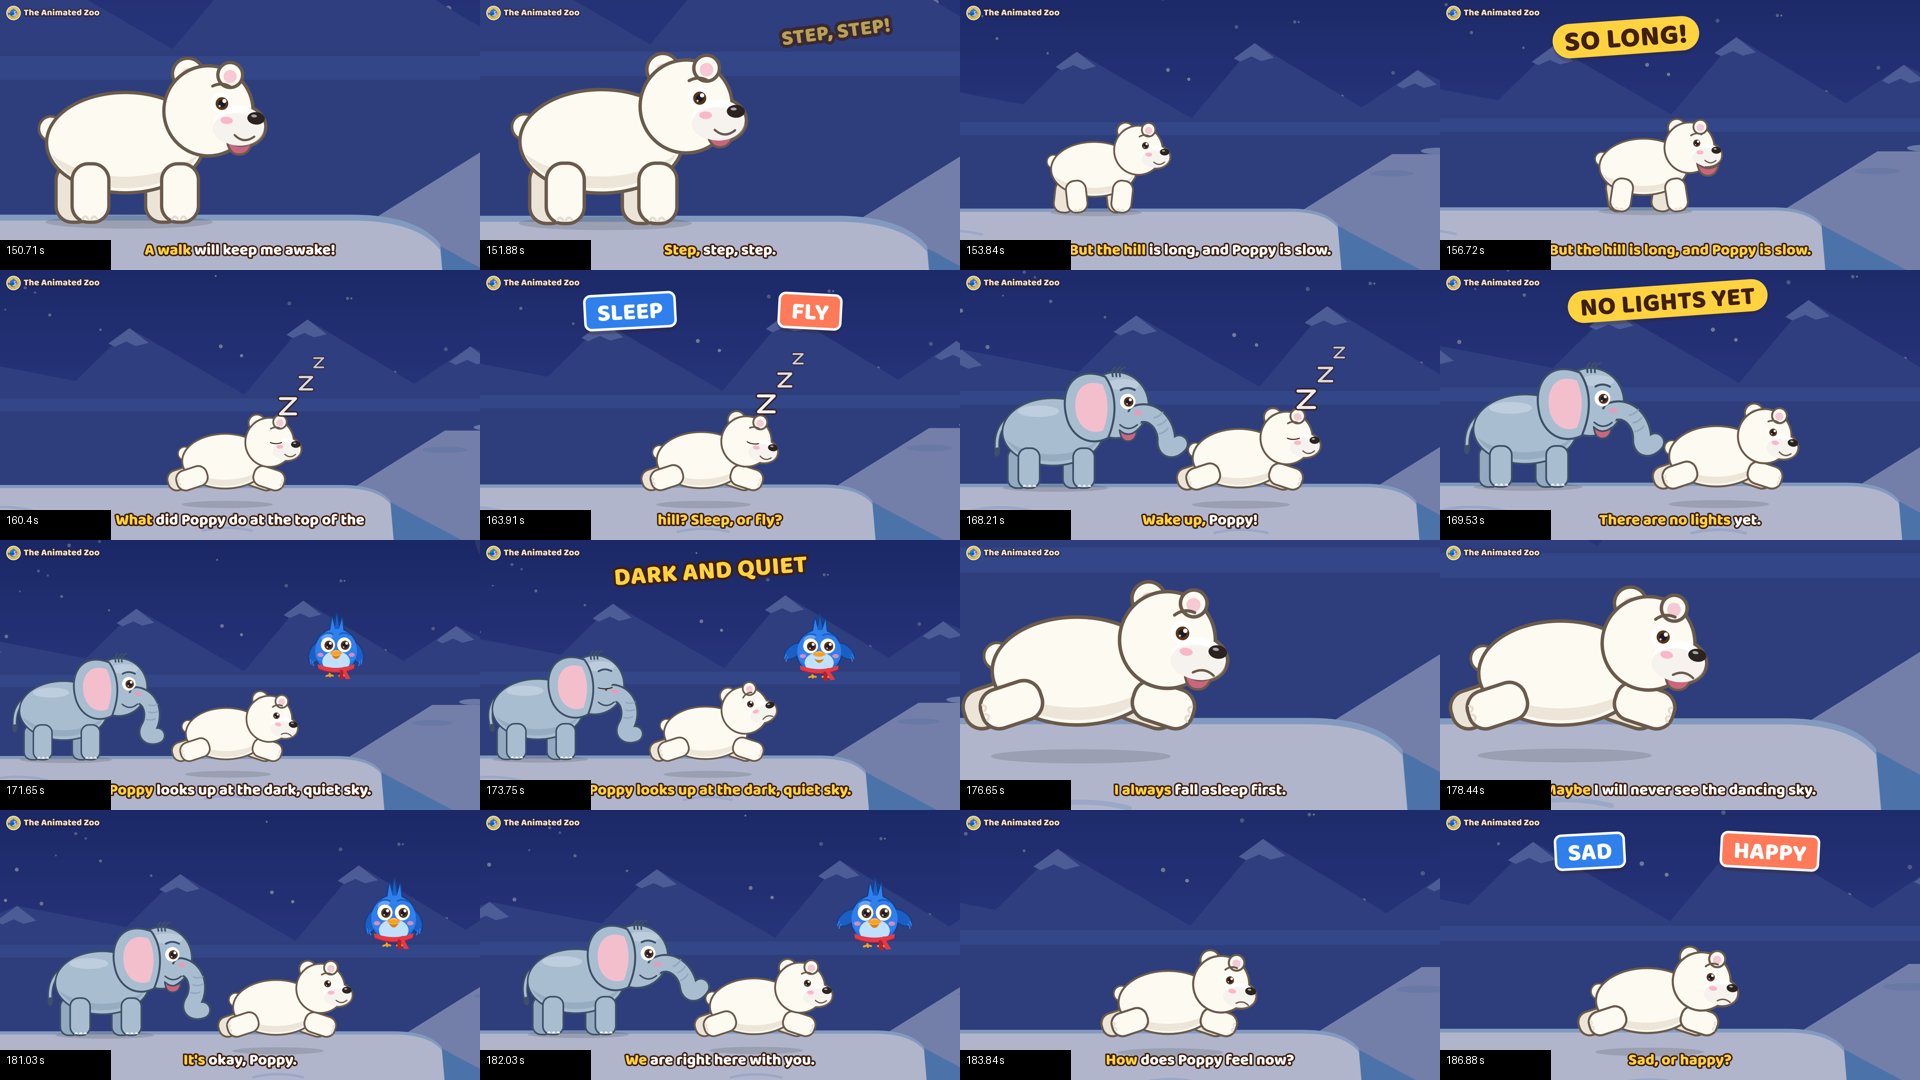 The Animated Zoo
A walk will keep me awake!
150.71 s
The Animated Zoo
STEP, STEP!
Step, step, step.
151.88 s
The Animated Zoo
But the hill is long, and Poppy is slow.
153.84 s
The Animated Zoo
SO LONG!
But the hill is long, and Poppy is slow.
156.72 s
The Animated Zoo
Z
Z
Z
What did Poppy do at the top of the
160.4 s
The Animated Zoo
SLEEP
FLY
Z
Z
Z
hill? Sleep, or fly?
163.91 s
The Animated Zoo
Z
Z
Z
Wake up, Poppy!
168.21 s
The Animated Zoo
NO LIGHTS YET
There are no lights yet.
169.53 s
The Animated Zoo
Poppy looks up at the dark, quiet sky.
171.65 s
The Animated Zoo
DARK AND QUIET
Poppy looks up at the dark, quiet sky.
173.75 s
The Animated Zoo
I always fall asleep first.
176.65 s
The Animated Zoo
Maybe I will never see the dancing sky.
178.44 s
The Animated Zoo
It's okay, Poppy.
181.03 s
The Animated Zoo
We are right here with you.
182.03 s
The Animated Zoo
How does Poppy feel now?
183.84 s
The Animated Zoo
SAD
HAPPY
Sad, or happy?
186.88 s